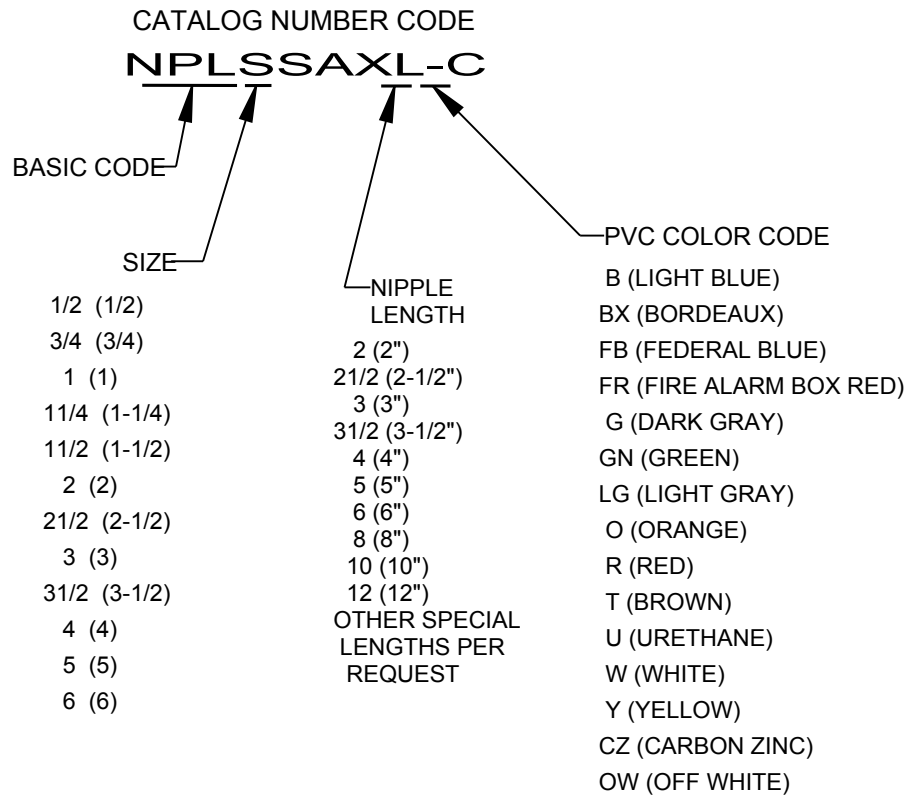 CATALOG NUMBER CODE
NPLSSAXL-C
BASIC CODE
SIZE
1/2 (1/2)
3/4 (3/4)
1 (1)
11/4 (1-1/4)
11/2 (1-1/2)
2 (2)
21/2 (2-1/2)
3 (3)
31/2 (3-1/2)
4 (4)
5 (5)
6 (6)
NIPPLE
LENGTH
2 (2")
21/2 (2-1/2")
3 (3")
31/2 (3-1/2")
4 (4")
5 (5")
6 (6")
8 (8")
10 (10")
12 (12")
OTHER SPECIAL
LENGTHS PER
REQUEST
PVC COLOR CODE
B (LIGHT BLUE)
BX (BORDEAUX)
FB (FEDERAL BLUE)
FR (FIRE ALARM BOX RED)
G (DARK GRAY)
GN (GREEN)
LG (LIGHT GRAY)
O (ORANGE)
R (RED)
T (BROWN)
U (URETHANE)
W (WHITE)
Y (YELLOW)
CZ (CARBON ZINC)
OW (OFF WHITE)